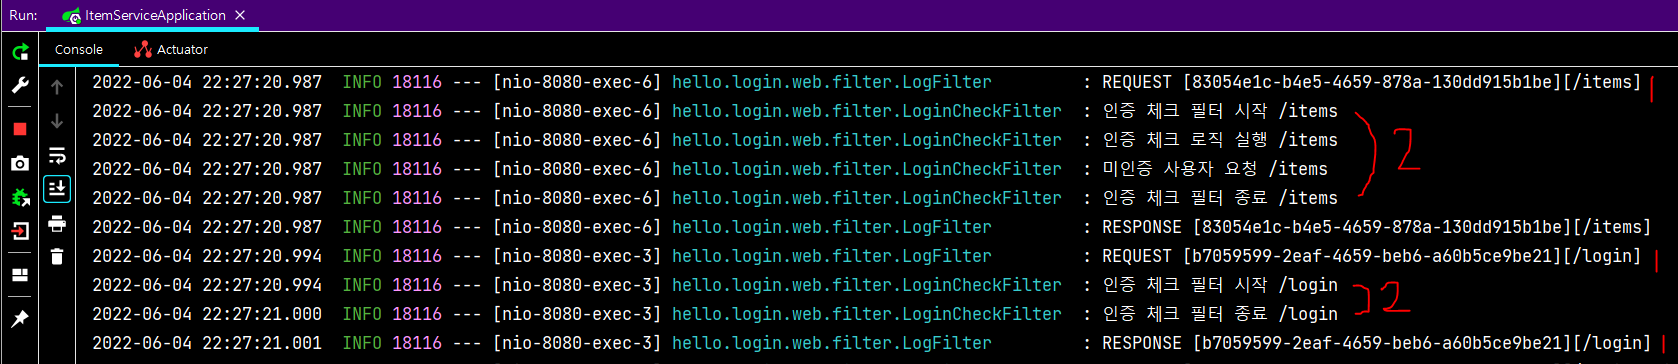 Run: ItemServiceApplication ×
Console Actuator
2022-06-04 22:27:20.987 INFO 18116 --- [nio-8080-exec-6] hello.login.web.filter.LogFilter : REQUEST [83054e1c-b4e5-4659-878a-130dd915b1be][/items] 1
2022-06-04 22:27:20.987 INFO 18116 --- [nio-8080-exec-6] hello.login.web.filter.LoginCheckFilter : 인증 체크 필터 시작 /items
2022-06-04 22:27:20.987 INFO 18116 --- [nio-8080-exec-6] hello.login.web.filter.LoginCheckFilter : 인증 체크 로직 실행 /items 2
2022-06-04 22:27:20.987 INFO 18116 --- [nio-8080-exec-6] hello.login.web.filter.LoginCheckFilter : 미인증 사용자 요청 /items
2022-06-04 22:27:20.987 INFO 18116 --- [nio-8080-exec-6] hello.login.web.filter.LoginCheckFilter : 인증 체크 필터 종료 /items
2022-06-04 22:27:20.987 INFO 18116 --- [nio-8080-exec-6] hello.login.web.filter.LogFilter : RESPONSE [83054e1c-b4e5-4659-878a-130dd915b1be][/items]
2022-06-04 22:27:20.994 INFO 18116 --- [nio-8080-exec-3] hello.login.web.filter.LogFilter : REQUEST [b7059599-2eaf-4659-beb6-a60b5ce9be21][/login] 1
2022-06-04 22:27:20.994 INFO 18116 --- [nio-8080-exec-3] hello.login.web.filter.LoginCheckFilter : 인증 체크 필터 시작 /login 2
2022-06-04 22:27:21.000 INFO 18116 --- [nio-8080-exec-3] hello.login.web.filter.LoginCheckFilter : 인증 체크 필터 종료 /login
2022-06-04 22:27:21.001 INFO 18116 --- [nio-8080-exec-3] hello.login.web.filter.LogFilter : RESPONSE [b7059599-2eaf-4659-beb6-a60b5ce9be21][/login] 1